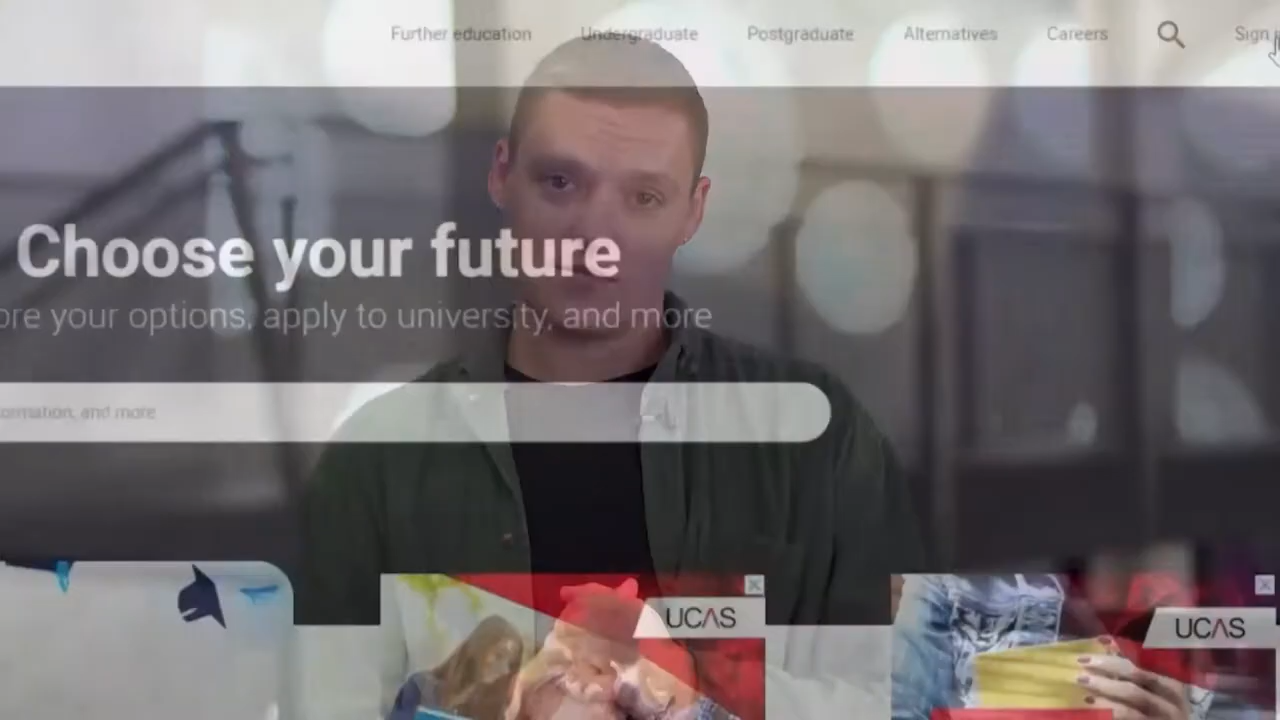 Further education Undergraduate Postgraduate Alternatives Careers Sign
Choose your future
ore your options, apply to university, and more
ormation, and more
UCAS
UCAS